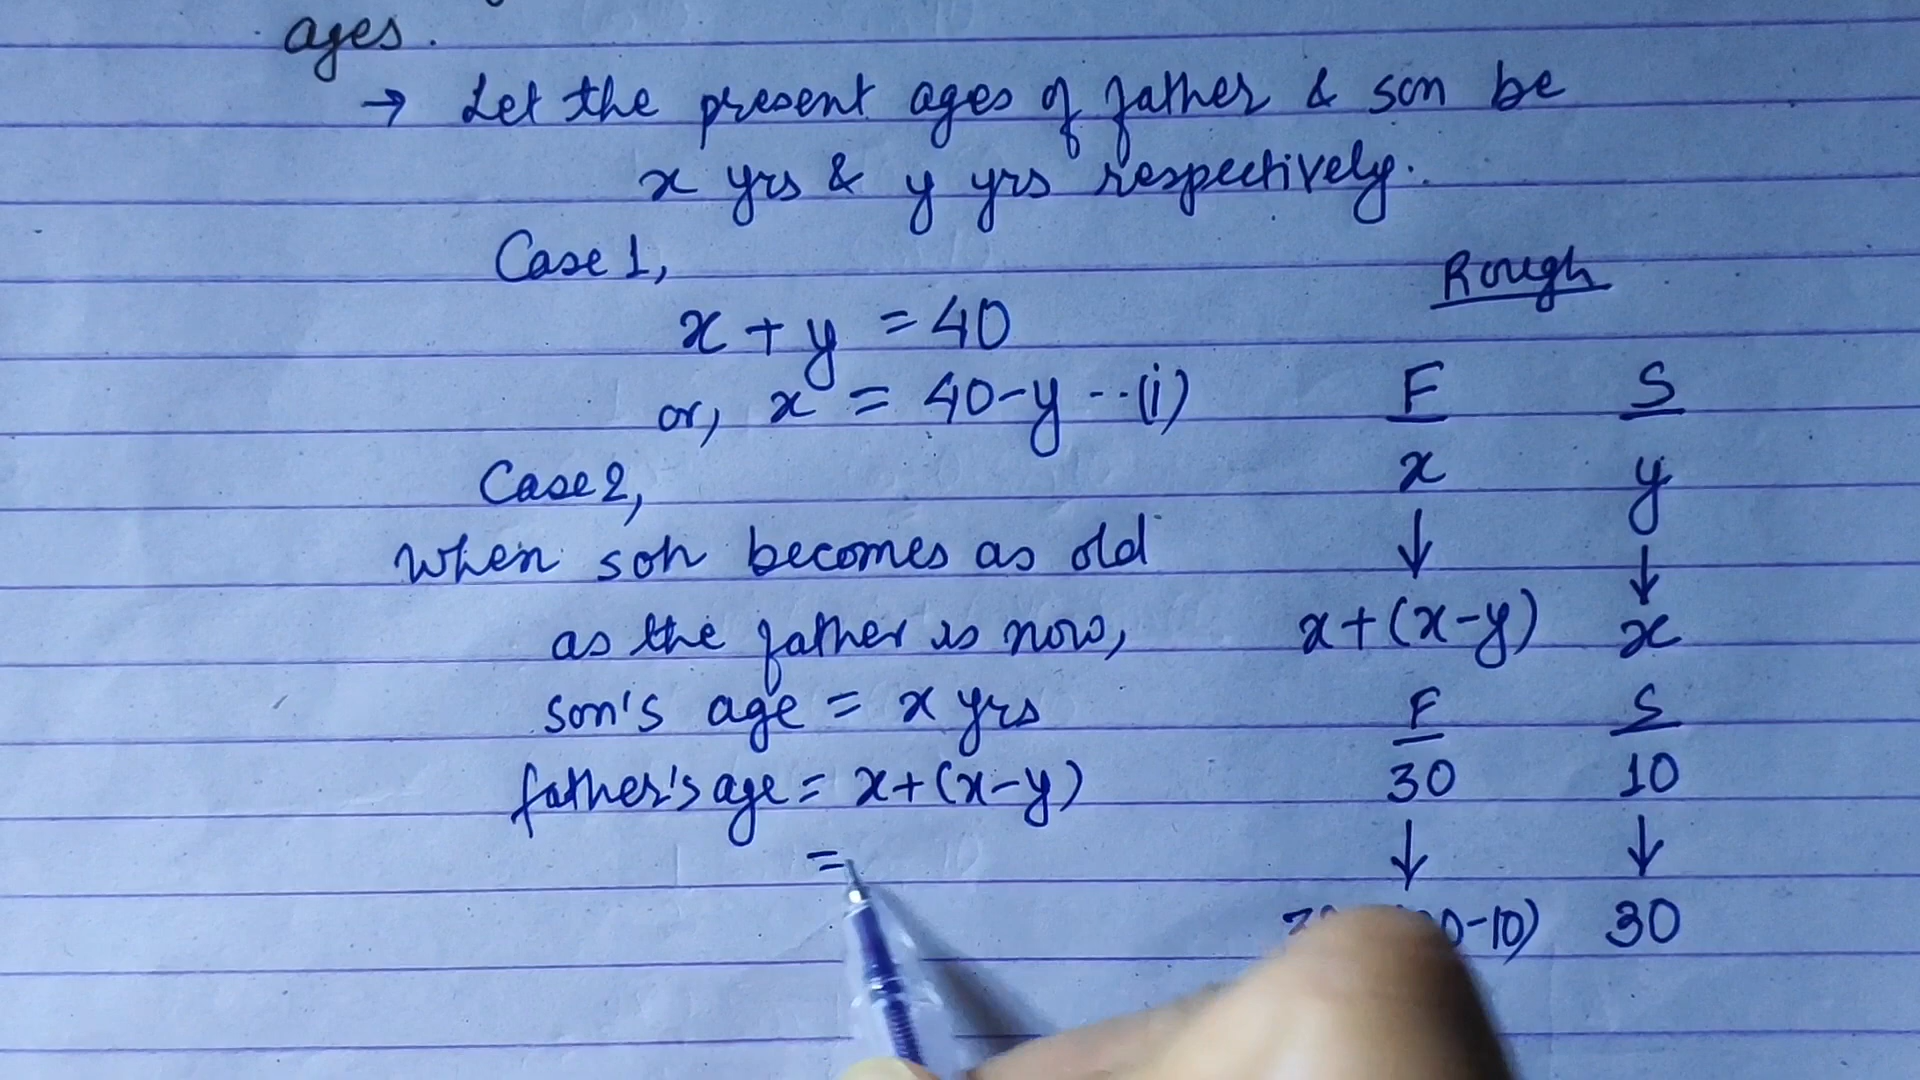 ages.
→ Let the present ages of father & son be
x yrs & y yrs respectively.
Case 1,
x + y = 40
or, x = 40-y --(i)
Case 2,
when son becomes as old
as the father is now,
son's age = x yrs
father's age = x+(x-y)
=
Rough
F S
x y
↓ ↓
x+(x-y) x
F S
30 10
↓ ↓
0-10) 30